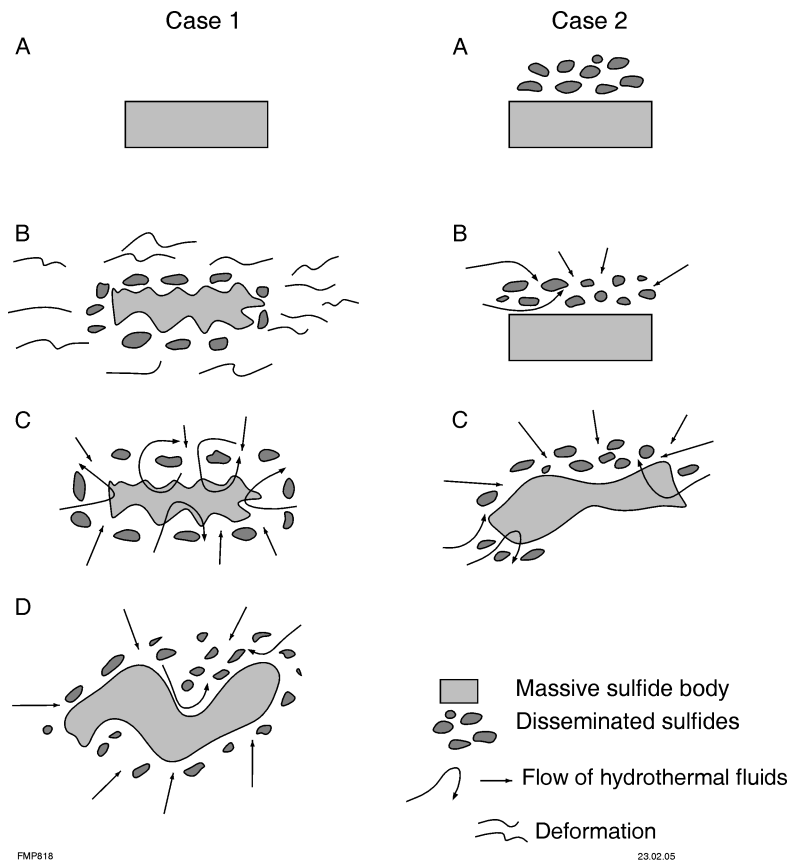 Case 1
Case 2
A
A
B
B
C
C
D
Massive sulfide body
Disseminated sulfides
Flow of hydrothermal fluids
Deformation
FMP818
23.02.05